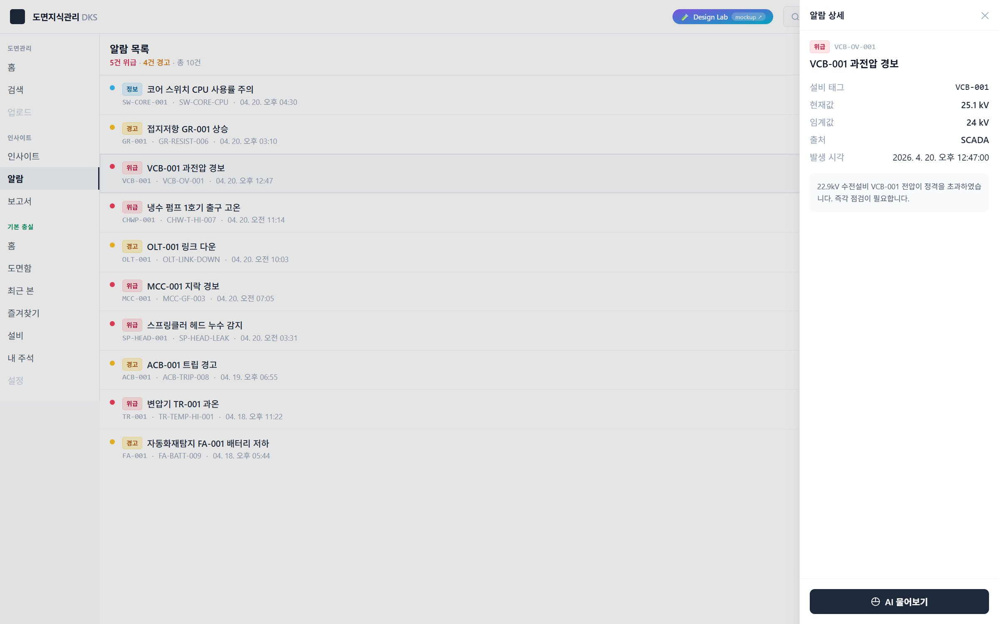 도면지식관리 DKS
Design Lab mockup ↗
도면관리
홈
검색
업로드
인사이트
인사이트
알람
보고서
기본 충실
홈
도면함
최근 본
즐겨찾기
설비
내 주석
설정
알람 목록
5건 위급 · 4건 경고 · 총 10건
정보 코어 스위치 CPU 사용률 주의
SW-CORE-001 · SW-CORE-CPU · 04. 20. 오후 04:30
경고 접지저항 GR-001 상승
GR-001 · GR-RESIST-006 · 04. 20. 오후 03:10
위급 VCB-001 과전압 경보
VCB-001 · VCB-OV-001 · 04. 20. 오후 12:47
위급 냉수 펌프 1호기 출구 고온
CHWP-001 · CHW-T-HI-007 · 04. 20. 오전 11:14
경고 OLT-001 링크 다운
OLT-001 · OLT-LINK-DOWN · 04. 20. 오전 10:03
위급 MCC-001 지락 경보
MCC-001 · MCC-GF-003 · 04. 20. 오전 07:05
위급 스프링클러 헤드 누수 감지
SP-HEAD-001 · SP-HEAD-LEAK · 04. 20. 오전 03:31
경고 ACB-001 트립 경고
ACB-001 · ACB-TRIP-008 · 04. 19. 오후 06:55
위급 변압기 TR-001 과온
TR-001 · TR-TEMP-HI-001 · 04. 18. 오후 11:22
경고 자동화재탐지 FA-001 배터리 저하
FA-001 · FA-BATT-009 · 04. 18. 오후 05:44
알람 상세
위급 VCB-OV-001
VCB-001 과전압 경보
설비 태그 VCB-001
현재값 25.1 kV
임계값 24 kV
출처 SCADA
발생 시각 2026. 4. 20. 오후 12:47:00
22.9kV 수전설비 VCB-001 전압이 정격을 초과하였습
니다. 즉각 점검이 필요합니다.
AI 물어보기